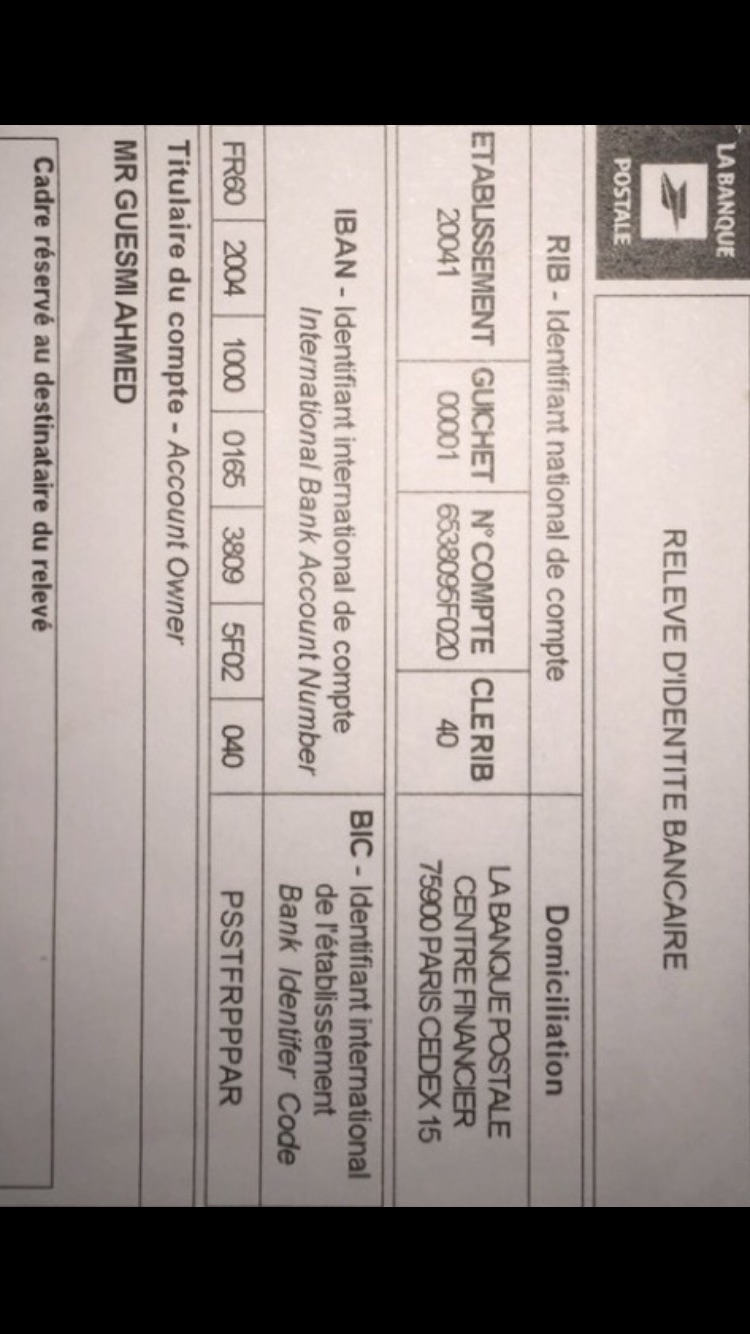 LA BANQUE
POSTALE
RELEVE D'IDENTITE BANCAIRE
RIB - Identifiant national de compte
Domiciliation
ETABLISSEMENT GUICHET N° COMPTE CLE RIB
20041 00001 6538095F020 40
LA BANQUE POSTALE
CENTRE FINANCIER
75900 PARIS CEDEX 15
IBAN - Identifiant international de compte
International Bank Account Number
BIC - Identifiant international
de l'établissement
Bank Identifer Code
FR60 2004 1000 0165 3809 5F02 040
PSSTFRPPPAR
Titulaire du compte - Account Owner
MR GUESMI AHMED
Cadre réservé au destinataire du relevé